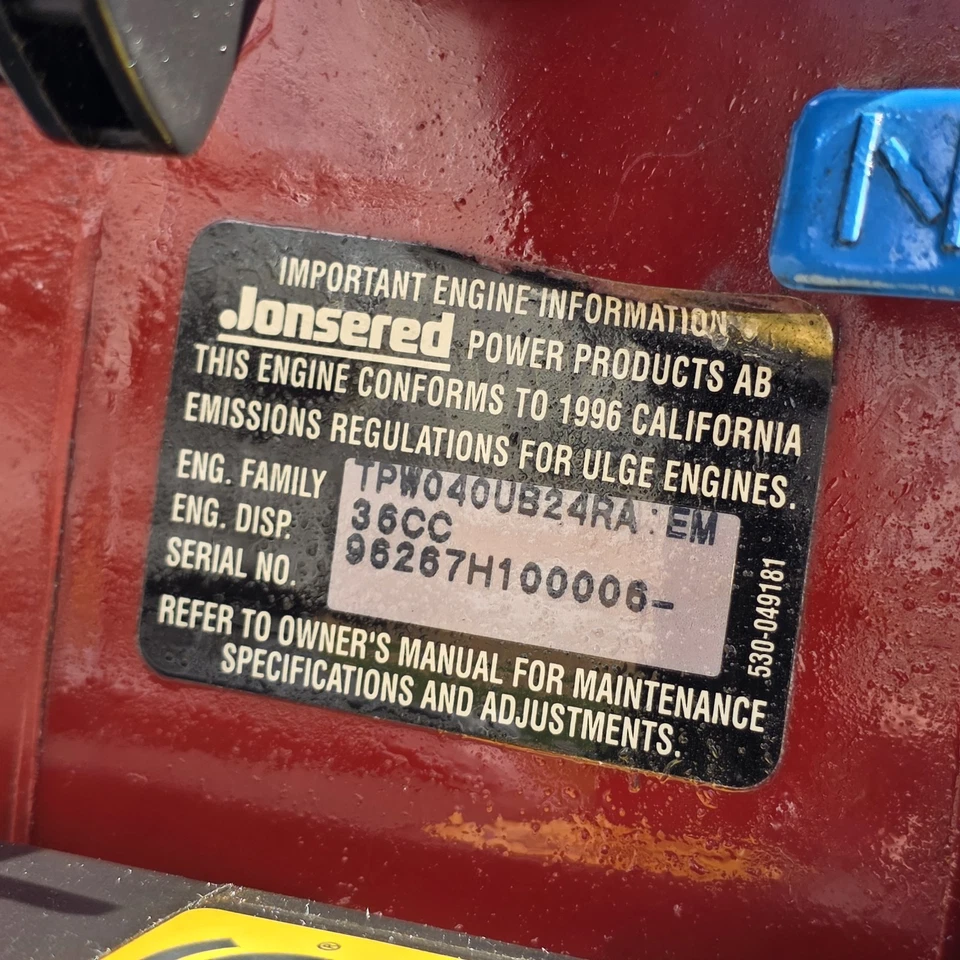 N
IMPORTANT ENGINE INFORMATION
Jonsered POWER PRODUCTS AB
THIS ENGINE CONFORMS TO 1996 CALIFORNIA
EMISSIONS REGULATIONS FOR ULGE ENGINES.
ENG. FAMILY TPW040UB24RA EM
ENG. DISP. 36CC
SERIAL NO. 96267H100006-
530-049181
REFER TO OWNER'S MANUAL FOR MAINTENANCE
SPECIFICATIONS AND ADJUSTMENTS.
®